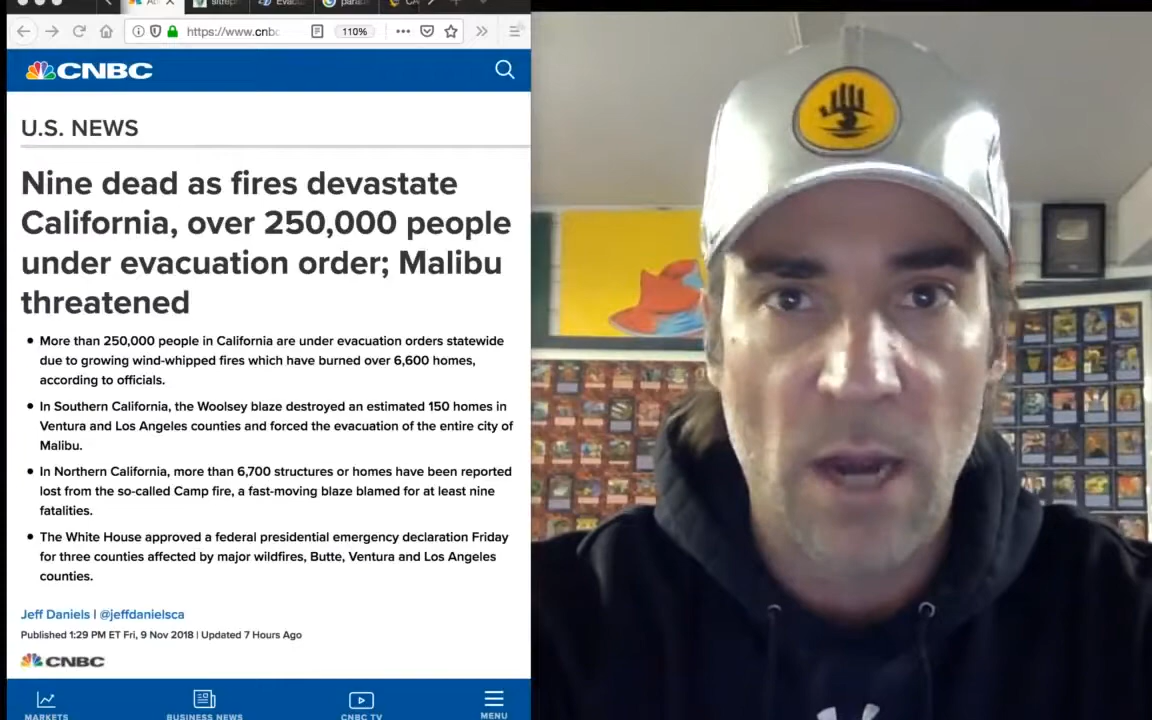 https://www.cnbc
110%
CNBC
U.S. NEWS
Nine dead as fires devastate
California, over 250,000 people
under evacuation order; Malibu
threatened
More than 250,000 people in California are under evacuation orders statewide
due to growing wind-whipped fires which have burned over 6,600 homes,
according to officials.
In Southern California, the Woolsey blaze destroyed an estimated 150 homes in
Ventura and Los Angeles counties and forced the evacuation of the entire city of
Malibu.
In Northern California, more than 6,700 structures or homes have been reported
lost from the so-called Camp fire, a fast-moving blaze blamed for at least nine
fatalities.
The White House approved a federal presidential emergency declaration Friday
for three counties affected by major wildfires, Butte, Ventura and Los Angeles
counties.
Jeff Daniels | @jeffdanielsca
Published 1:29 PM ET Fri, 9 Nov 2018 | Updated 7 Hours Ago
CNBC
MARKETS
BUSINESS NEWS
CNBC TV
MENU